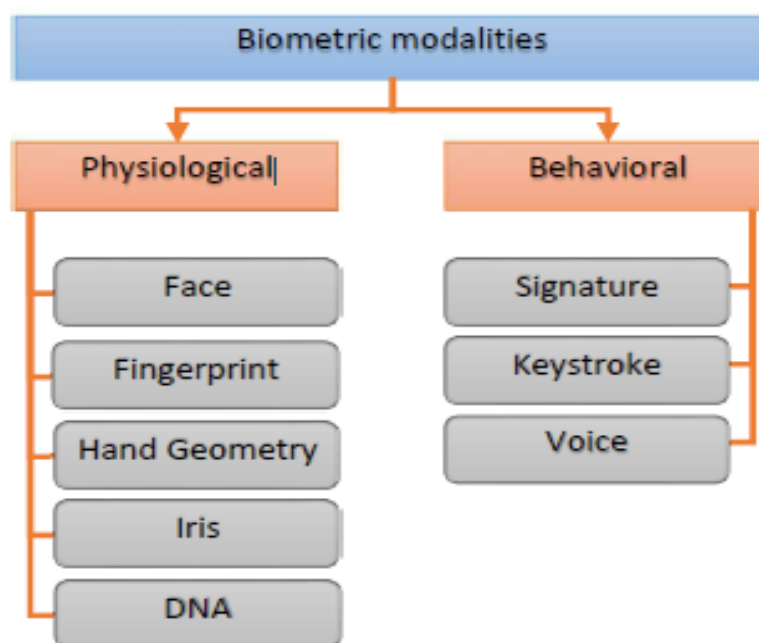 Biometric modalities
Physiological
Behavioral
Face
Fingerprint
Hand Geometry
Iris
DNA
Signature
Keystroke
Voice